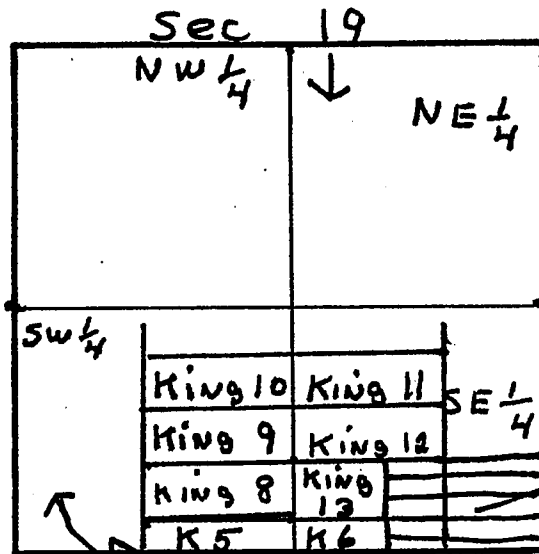 Sec 19
NW 1/4
NE 1/4
SW 1/4
King 10 King 11
SE 1/4
King 9 King 12
King 8 King 13
K5 K6